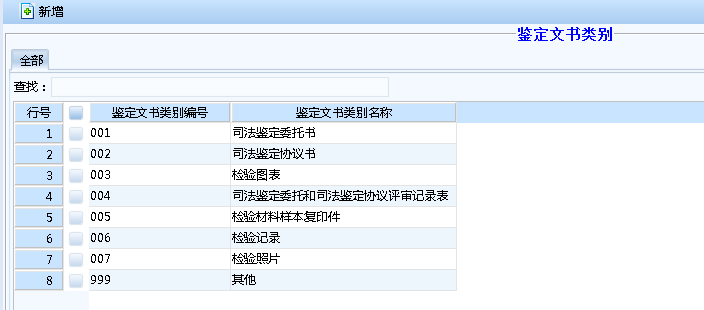 新增
鉴定文书类别
全部
查找：
行号 鉴定文书类别编号 鉴定文书类别名称
1 001 司法鉴定委托书
2 002 司法鉴定协议书
3 003 检验图表
4 004 司法鉴定委托和司法鉴定协议评审记录表
5 005 检验材料样本复印件
6 006 检验记录
7 007 检验照片
8 999 其他